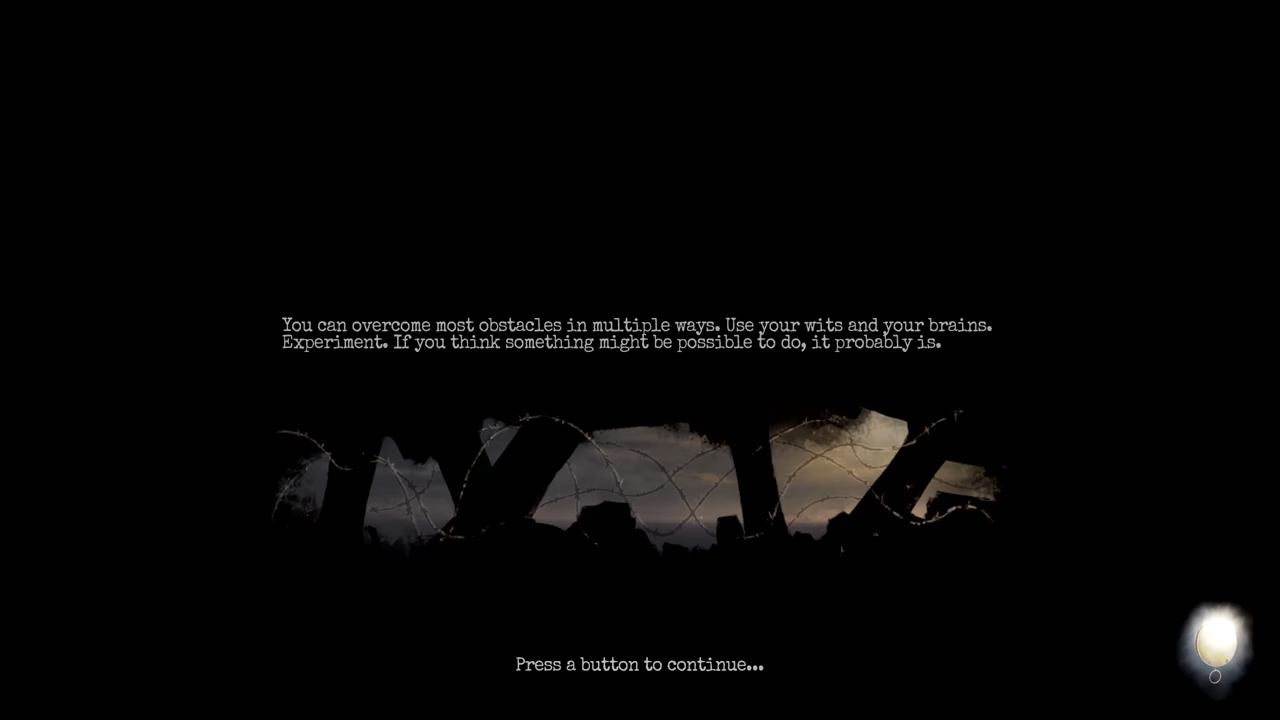 You can overcome most obstacles in multiple ways. Use your wits and your brains.
Experiment. If you think something might be possible to do, it probably is.
Press a button to continue...